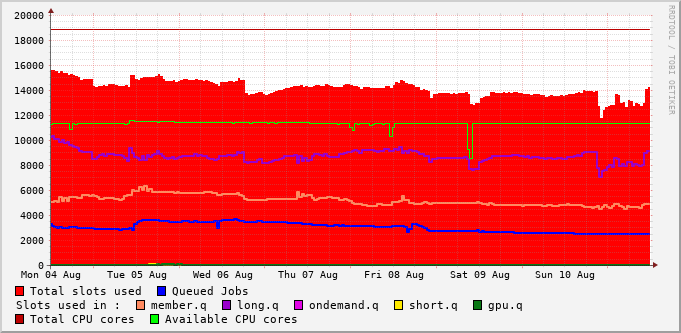 20000
18000
16000
14000
12000
10000
8000
6000
4000
2000
0
Mon 04 Aug Tue 05 Aug Wed 06 Aug Thu 07 Aug Fri 08 Aug Sat 09 Aug Sun 10 Aug
Total slots used Queued Jobs
Slots used in : member.q long.q ondemand.q short.q gpu.q
Total CPU cores Available CPU cores
RRDTOOL / TOBI OETIKER